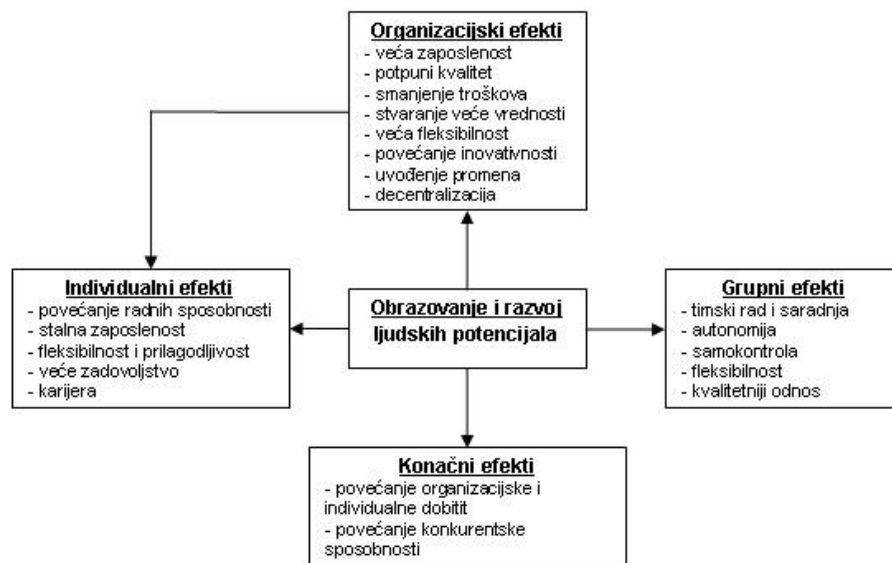 Organizacijski efekti
- veća zaposlenost
- potpuni kvalitet
- smanjenje troškova
- stvaranje veće vrednosti
- veća fleksibilnost
- povećanje inovativnosti
- uvođenje promena
- decentralizacija
Individualni efekti
- povećanje radnih sposobnosti
- stalna zaposlenost
- fleksibilnost i prilagodljivost
- veće zadovoljstvo
- karijera
Obrazovanje i razvoj
ljudskih potencijala
Grupni efekti
- timski rad i saradnja
- autonomija
- samokontrola
- fleksibilnost
- kvalitetniji odnos
Konačni efekti
- povećanje organizacijske i
individualne dobitit
- povećanje konkurentske
sposobnosti